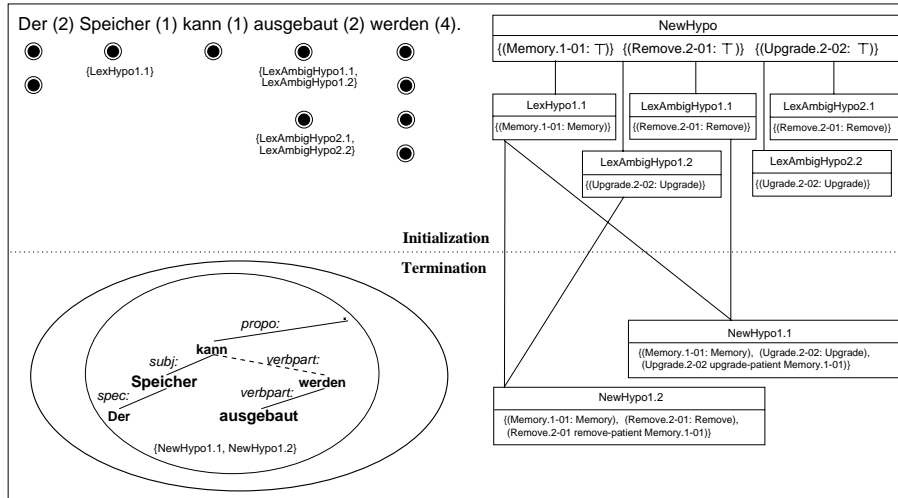 Der (2) Speicher (1) kann (1) ausgebaut (2) werden (4).
{LexHypo1.1}
{LexAmbigHypo1.1,
LexAmbigHypo1.2}
{LexAmbigHypo2.1,
LexAmbigHypo2.2}
NewHypo
{(Memory.1-01: ⊤)} {(Remove.2-01: ⊤)} {(Upgrade.2-02: ⊤)}
LexHypo1.1
{(Memory.1-01: Memory)}
LexAmbigHypo1.1
{(Remove.2-01: Remove)}
LexAmbigHypo2.1
{(Remove.2-01: Remove)}
LexAmbigHypo1.2
{(Upgrade.2-02: Upgrade)}
LexAmbigHypo2.2
{(Ugrade.2-02: Upgrade)}
Initialization
Termination
propo:
.
kann
subj:
verbpart:
Speicher
werden
spec:
verbpart:
Der
ausgebaut
{NewHypo1.1, NewHypo1.2}
NewHypo1.1
{(Memory.1-01: Memory), (Ugrade.2-02: Upgrade),
(Upgrade.2-02 upgrade-patient Memory.1-01)}
NewHypo1.2
{(Memory.1-01: Memory), (Remove.2-01: Remove),
(Remove.2-01 remove-patient Memory.1-01)}